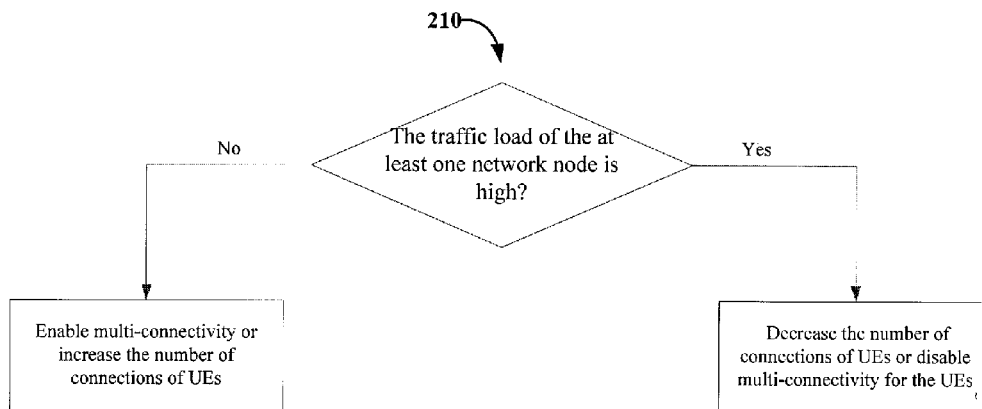 210
The traffic load of the at
least one network node is
high?
No
Yes
Enable multi-connectivity or
increase the number of
connections of UEs
Decrease the number of
connections of UEs or disable
multi-connectivity for the UEs